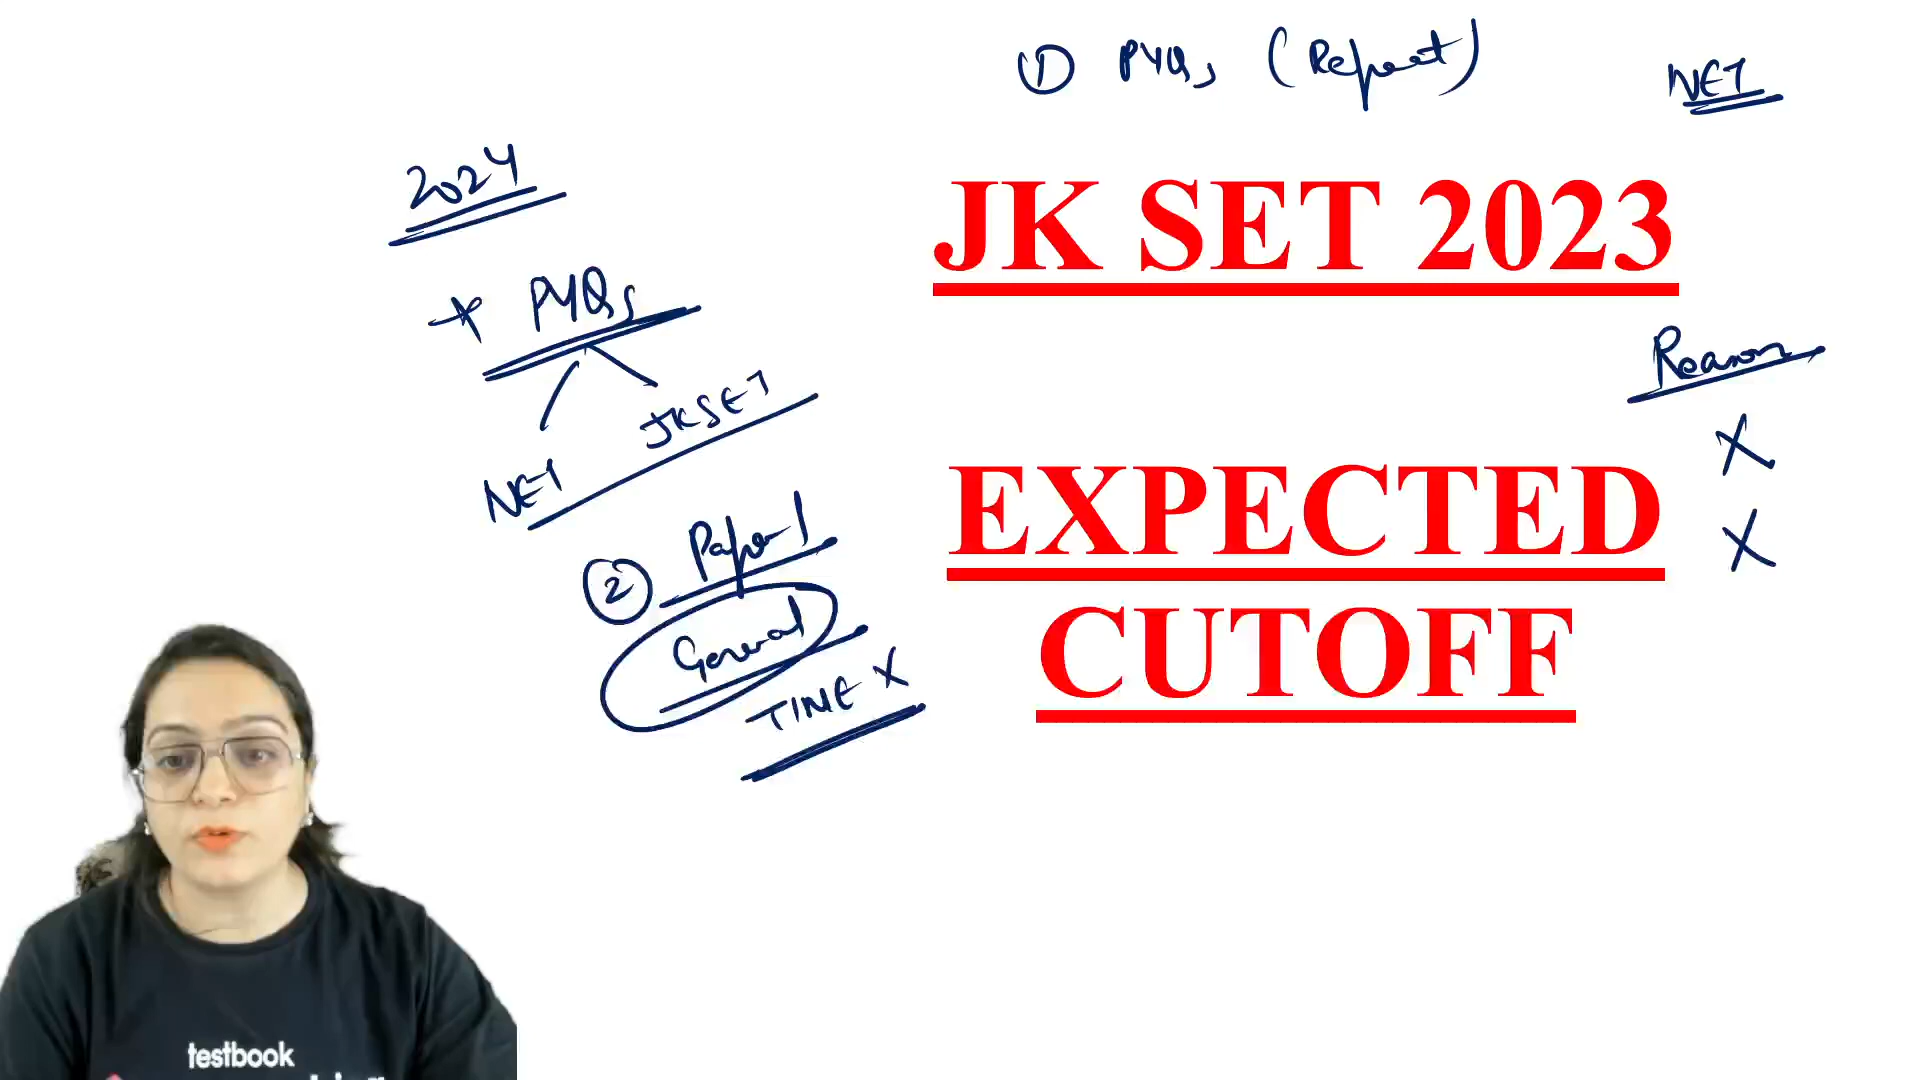 ① PYQs (Repeat)
NET
2024
JK SET 2023
* PYQs
Reason
X
NET JKSET
X
EXPECTED
② Paper 1
General
CUTOFF
TIME X
testbook